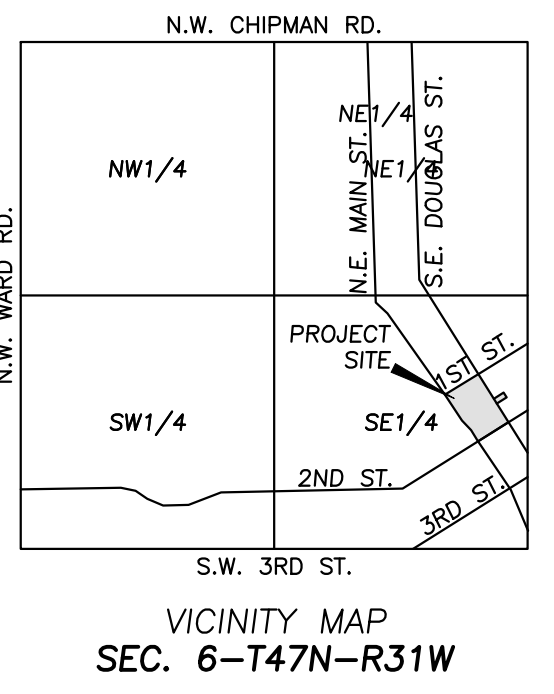 N.W. CHIPMAN RD.
NE1/4
NW1/4
NE1/4
N.E. MAIN ST.
S.E. DOUGLAS ST.
N.W. WARD RD.
PROJECT
SITE
1ST ST.
SW1/4
SE1/4
2ND ST.
3RD ST.
S.W. 3RD ST.
VICINITY MAP
SEC. 6-T47N-R31W